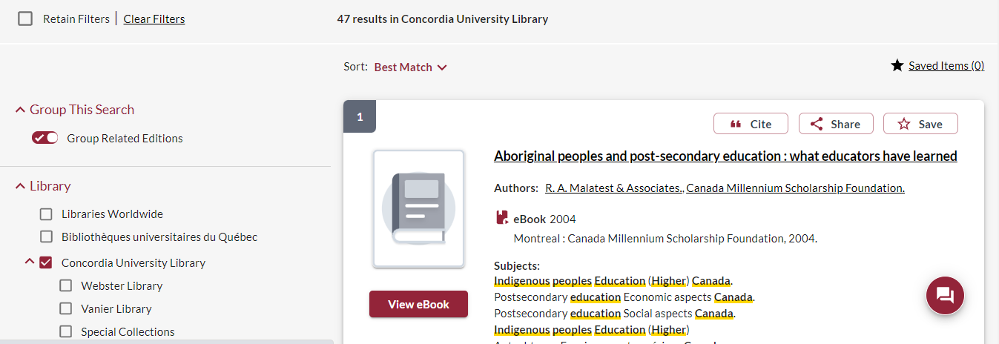 Retain Filters | Clear Filters
47 results in Concordia University Library
Sort: Best Match
Saved Items (0)
Group This Search
Group Related Editions
Library
Libraries Worldwide
Bibliothèques universitaires du Québec
Concordia University Library
Webster Library
Vanier Library
Special Collections
1
Cite
Share
Save
Aboriginal peoples and post-secondary education : what educators have learned
Authors: R. A. Malatest & Associates., Canada Millennium Scholarship Foundation.
eBook 2004
Montreal : Canada Millennium Scholarship Foundation, 2004.
View eBook
Subjects:
Indigenous peoples Education (Higher) Canada.
Postsecondary education Economic aspects Canada.
Postsecondary education Social aspects Canada.
Indigenous peoples Education (Higher)